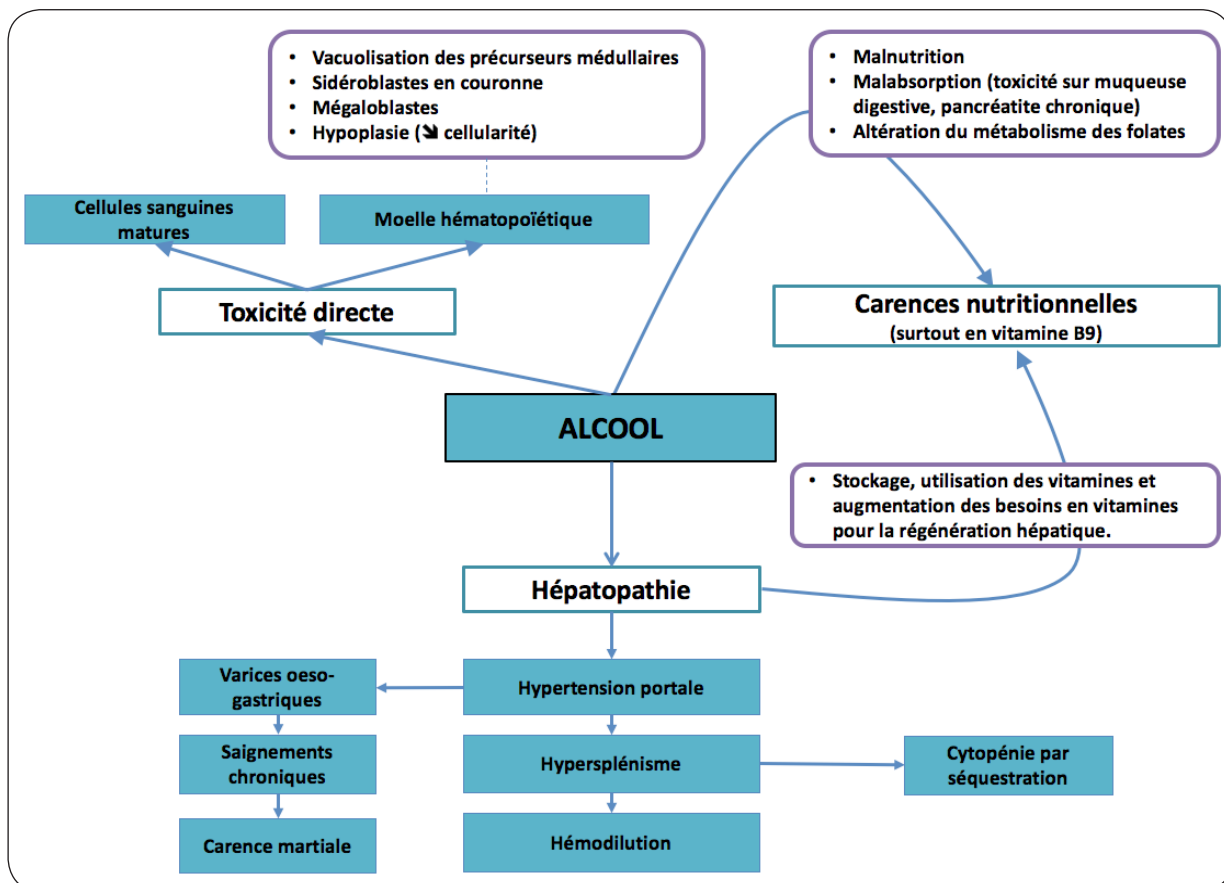 • Vacuolisation des précurseurs médullaires
• Sidéroblastes en couronne
• Mégaloblastes
• Hypoplasie (➘ cellularité)
• Malnutrition
• Malabsorption (toxicité sur muqueuse
digestive, pancréatite chronique)
• Altération du métabolisme des folates
Cellules sanguines
matures
Moelle hématopoïétique
Toxicité directe
Carences nutritionnelles
(surtout en vitamine B9)
ALCOOL
• Stockage, utilisation des vitamines et
augmentation des besoins en vitamines
pour la régénération hépatique.
Hépatopathie
Varices oeso-
gastriques
Hypertension portale
Saignements
chroniques
Hypersplénisme
Cytopénie par
séquestration
Carence martiale
Hémodilution